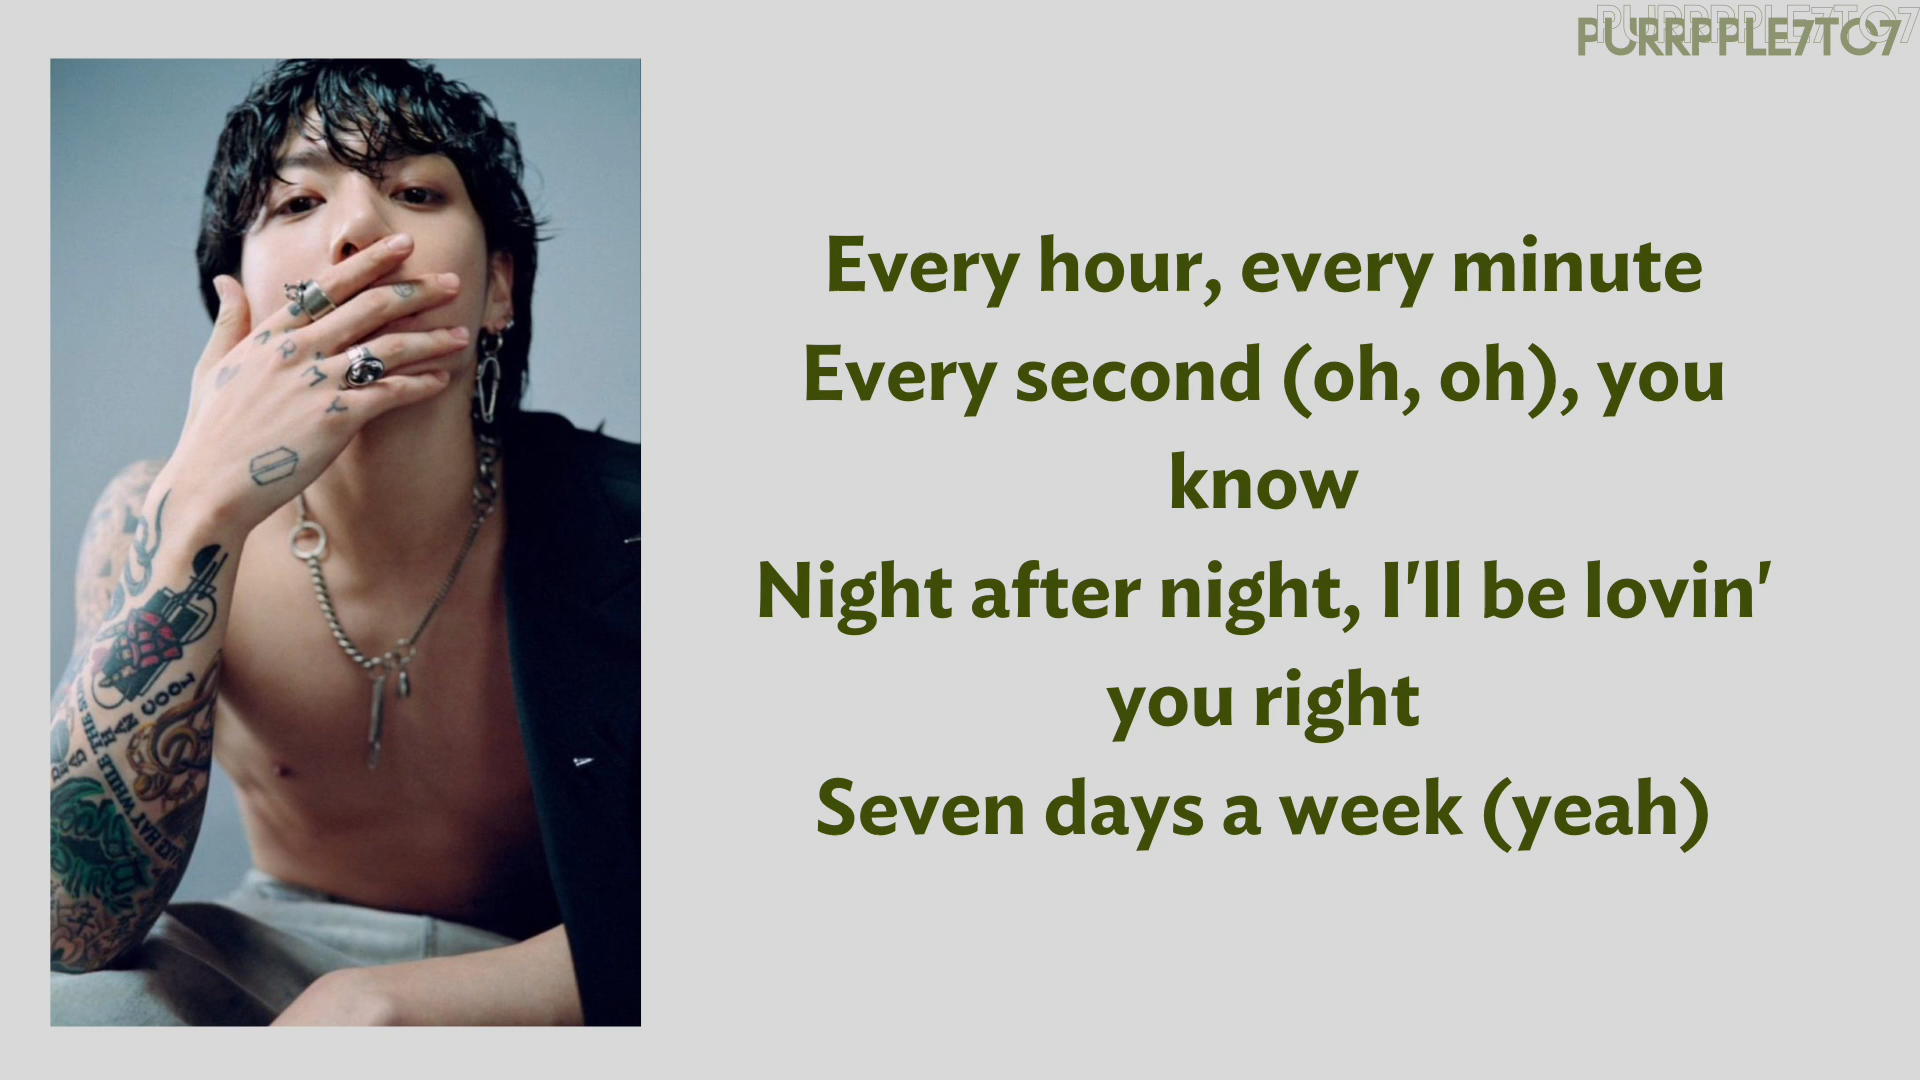 PURRPPLE7TO7
PURRPPLE7TO7
Every hour, every minute
Every second (oh, oh), you
know
Night after night, I'll be lovin'
you right
Seven days a week (yeah)